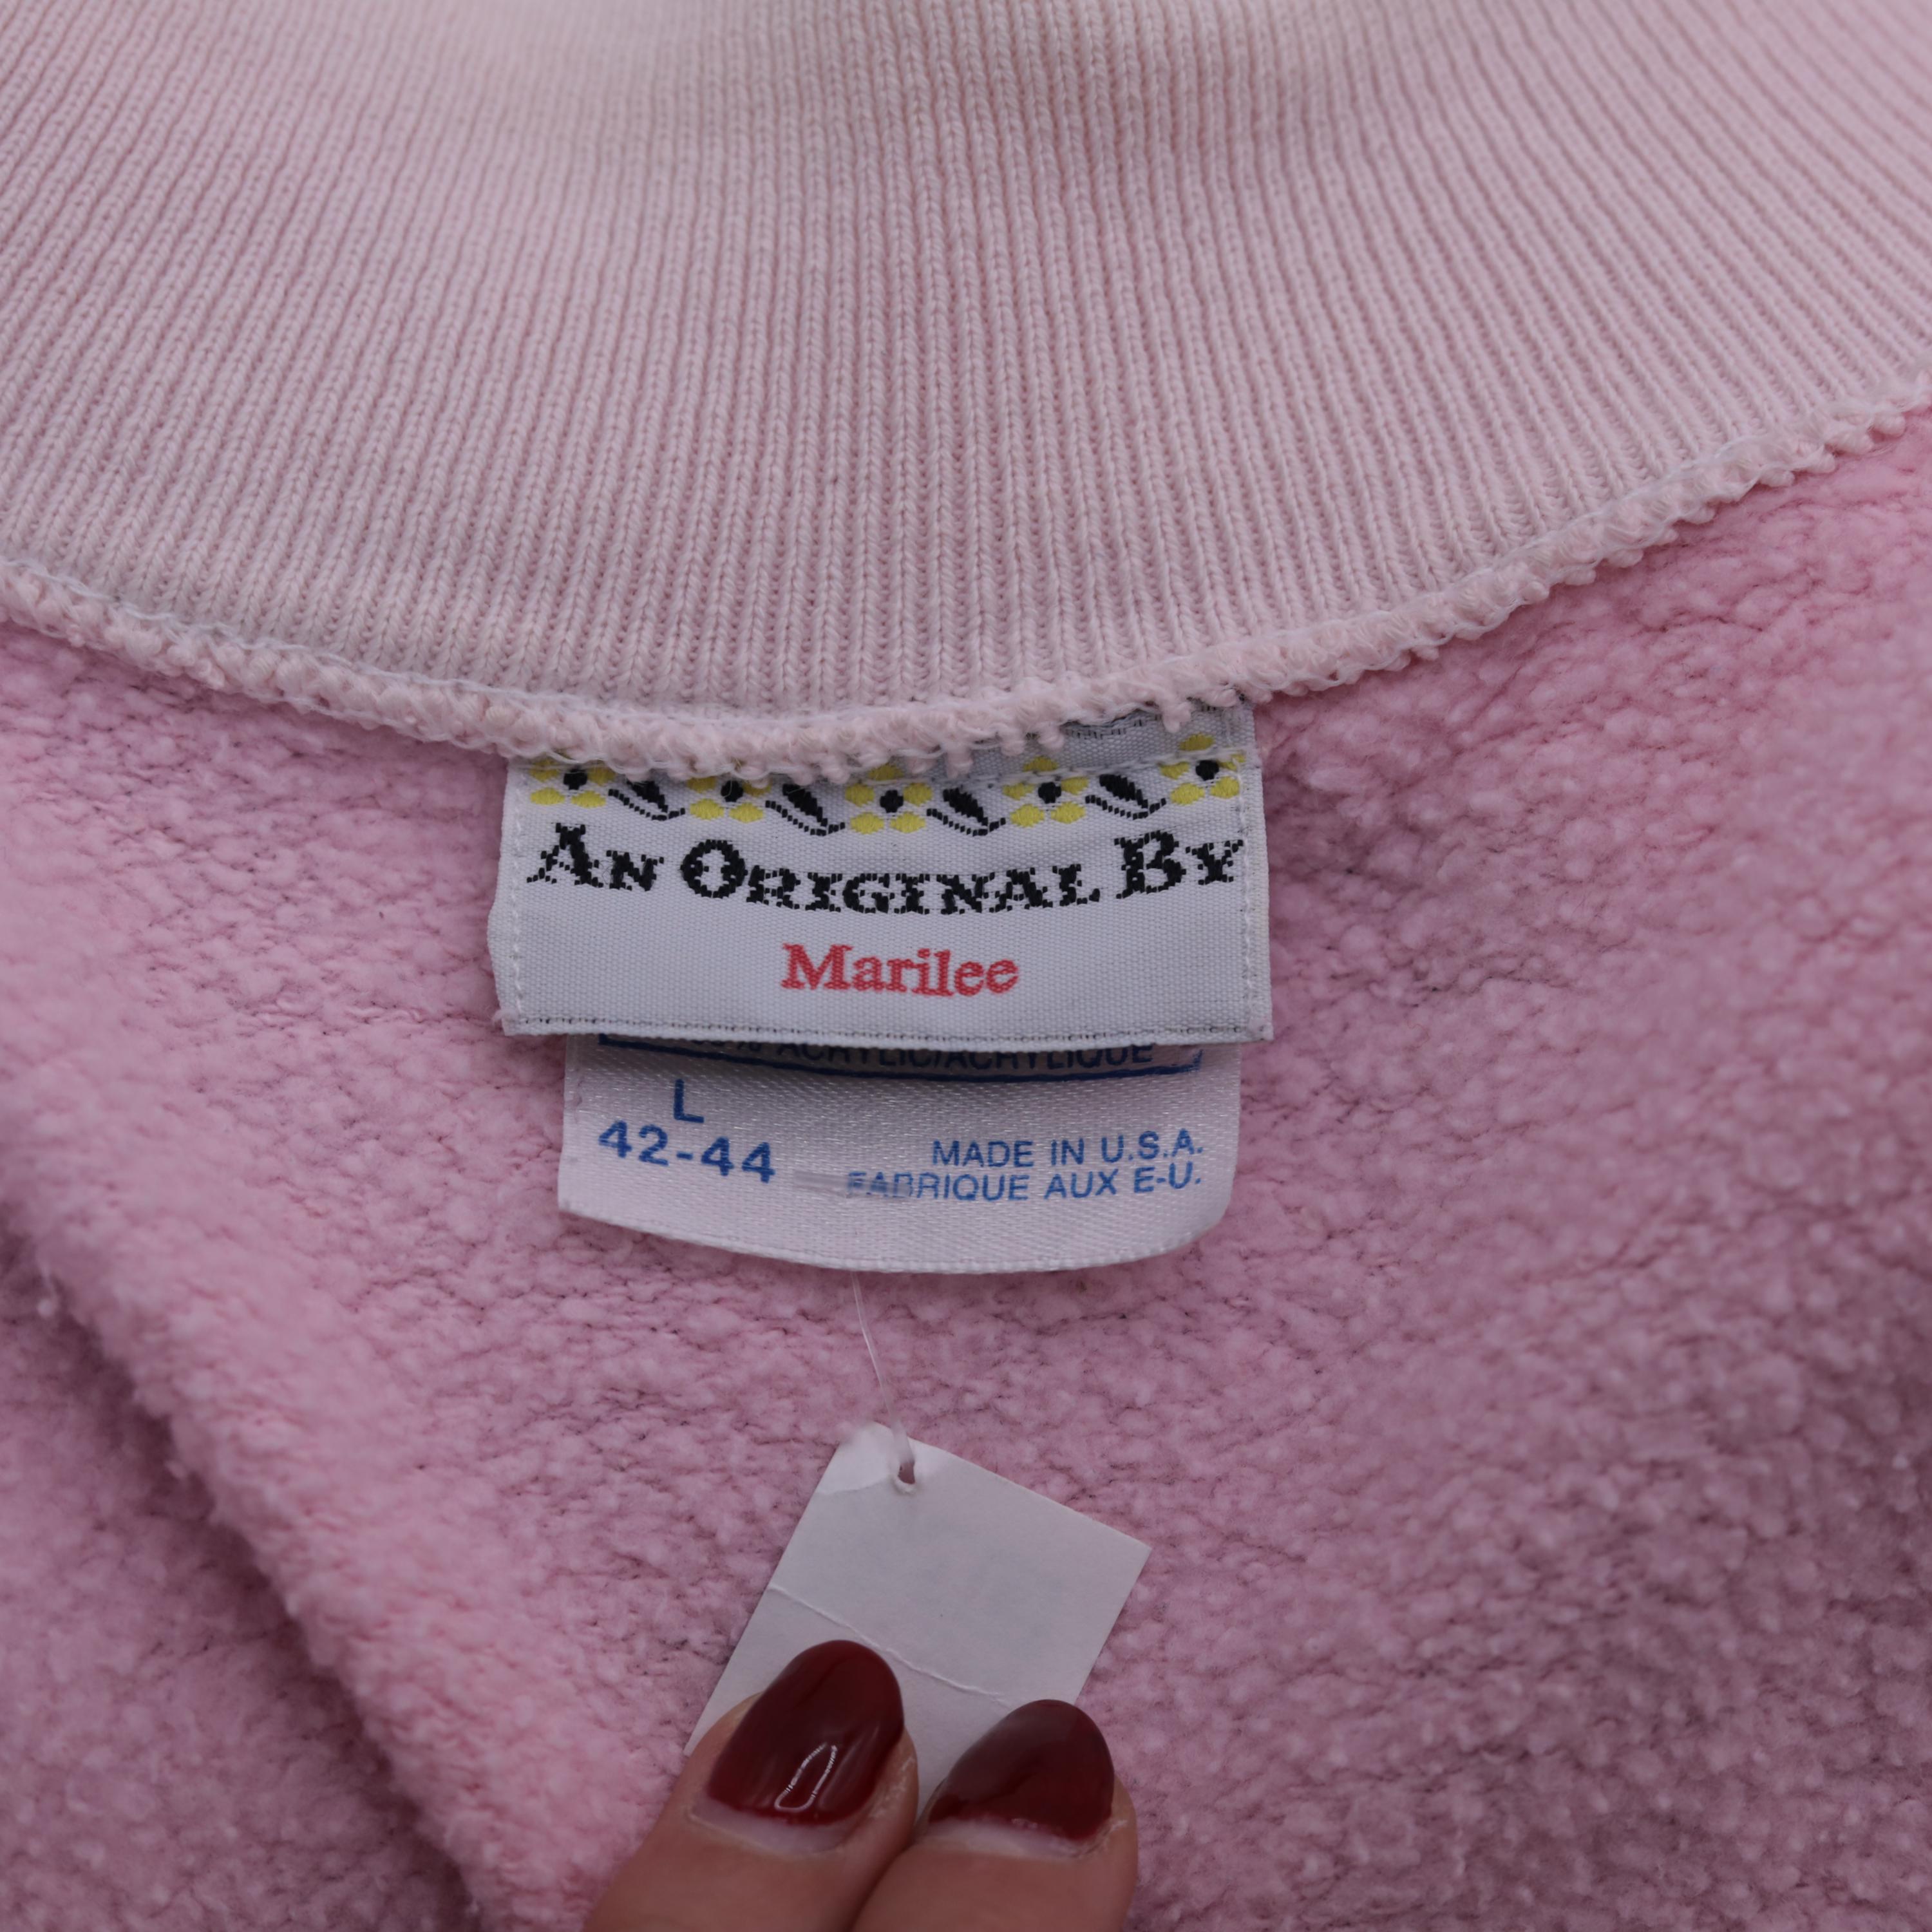 AN ORIGINAL BY
Marilee
ACRYLIC/ACRYLIQUE
L
42-44
MADE IN U.S.A.
FABRIQUE AUX E-U.